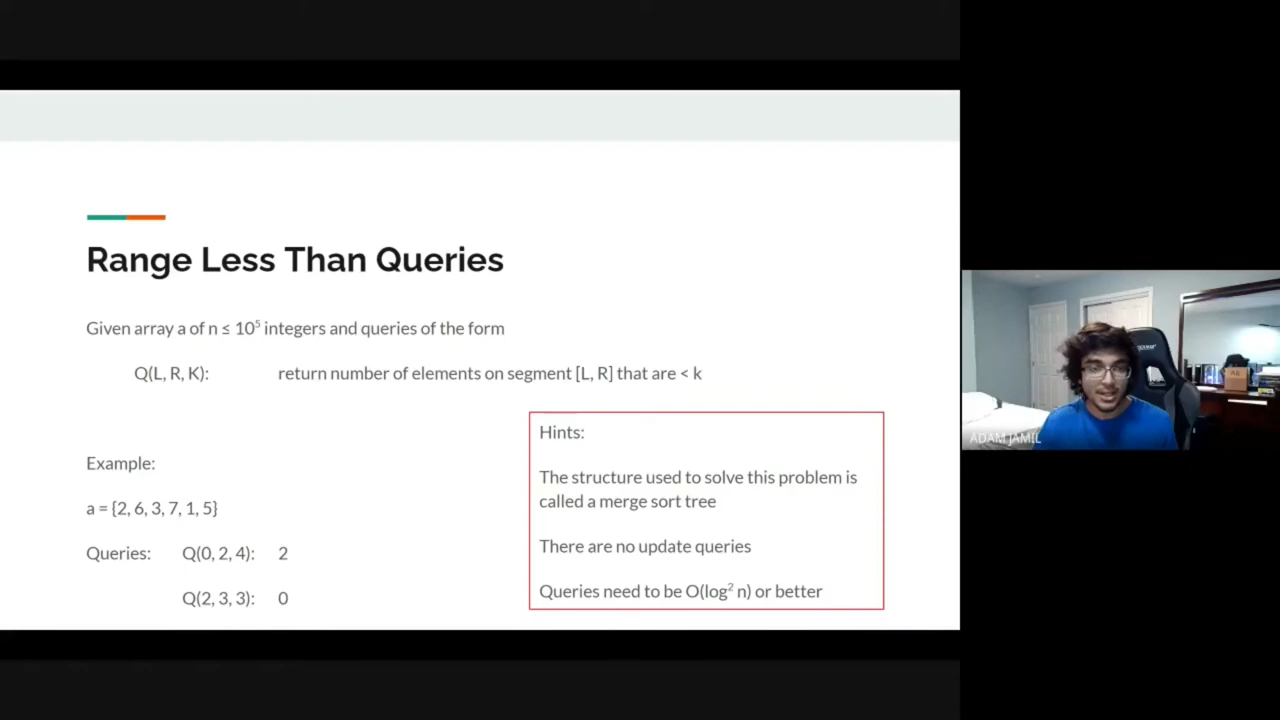 Range Less Than Queries
Given array a of n ≤ 10⁵ integers and queries of the form
Q(L, R, K): return number of elements on segment [L, R] that are < k
Hints:
The structure used to solve this problem is
called a merge sort tree
There are no update queries
Queries need to be O(log² n) or better
Example:
a = {2, 6, 3, 7, 1, 5}
Queries: Q(0, 2, 4): 2
Q(2, 3, 3): 0
ADAM JAMIL